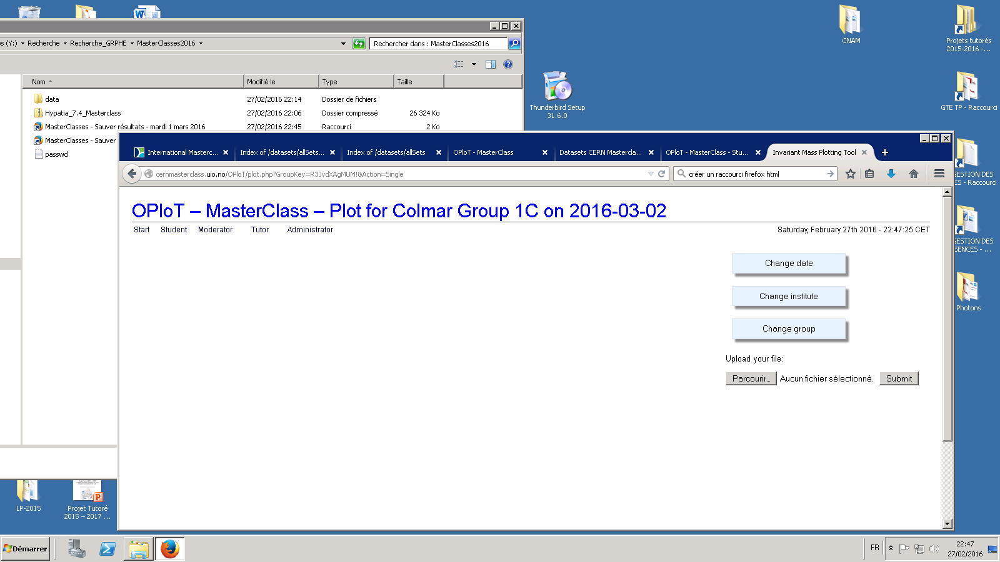 CNAM
Projets tutorés
2015-2016 -...
s (Y:) Recherche Recherche_GRPHE MasterClasses2016
Rechercher dans : MasterClasses2016
Nom Modifié le Type Taille
data 27/02/2016 22:14 Dossier de fichiers
Hypatia_7.4_Masterclass 27/02/2016 22:06 Dossier compressé 26 324 Ko
MasterClasses - Sauver résultats - mardi 1 mars 2016 27/02/2016 22:45 Raccourci 2 Ko
MasterClasses - Sauver
passwd
Thunderbird Setup
31.6.0
GTE TP - Raccourci
International Masterc...
Index of /datasets/allSets...
Index of /datasets/allSets
OPloT - MasterClass
Datasets CERN Mastercla...
OPloT - MasterClass - Stu...
Invariant Mass Plotting Tool
cernmasterclass.uio.no/OPloT/plot.php?GroupKey=R3JvdXAgMUM!&Action=Single
créer un raccourci firefox html
OPloT – MasterClass – Plot for Colmar Group 1C on 2016-03-02
Start Student Moderator Tutor Administrator
Saturday, February 27th 2016 - 22:47:25 CET
Change date
Change institute
Change group
Upload your file:
Parcourir... Aucun fichier sélectionné. Submit
GESTION DES
ES - Raccourci
GESTION DES
SENCES - ...
Photons
LP-2015
Projet Tutoré
2015 – 2017 ...
Démarrer
FR
22:47
27/02/2016